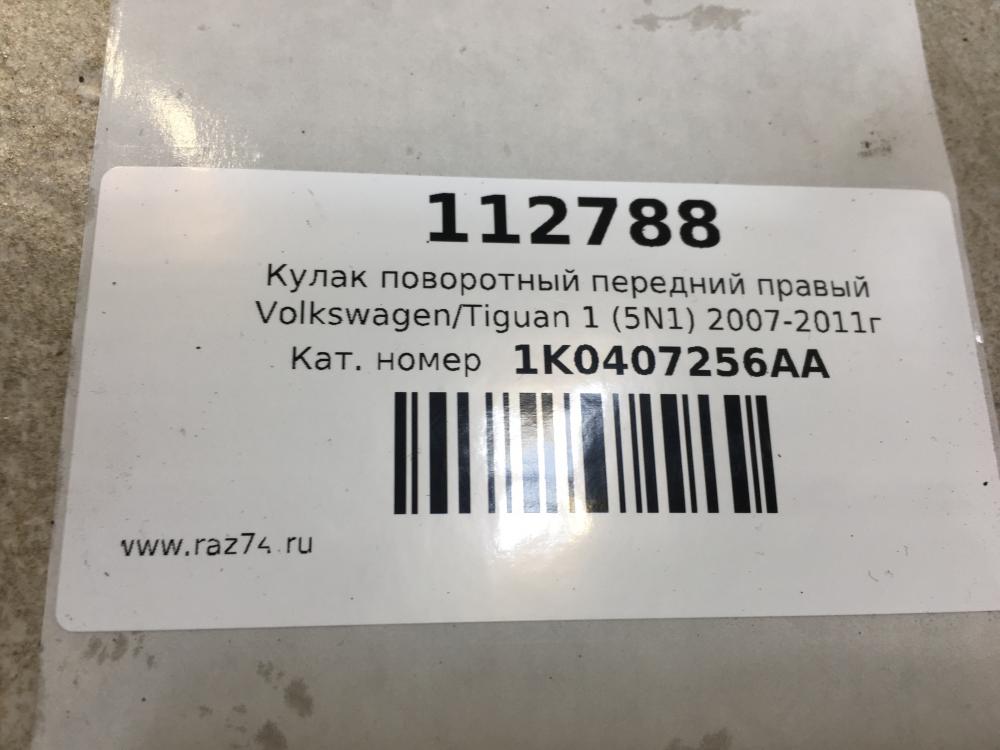 112788
Кулак поворотный передний правый
Volkswagen/Tiguan 1 (5N1) 2007-2011г
Кат. номер 1K0407256AA
www.raz74.ru